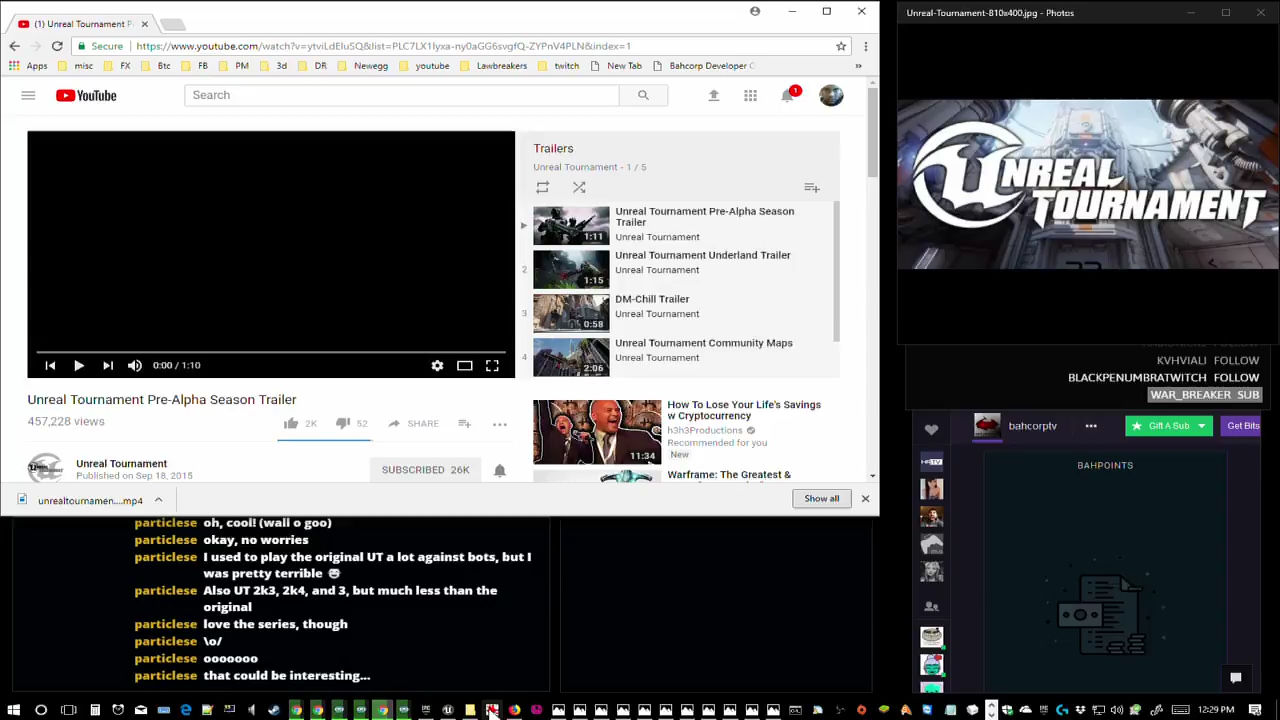 (1) Unreal Tournament P
Secure
https://www.youtube.com/watch?v=ytviLdEluSQ&list=PLC7LX1lyxa-ny0aGG6svgfQ-ZYPnV4PLN&index=1
Apps misc FX Btc FB PM 3d DR Newegg youtube Lawbreakers twitch New Tab Bahcorp Developer C
YouTube
Search
1
Trailers
Unreal Tournament - 1 / 5
Unreal Tournament Pre-Alpha Season
Trailer
Unreal Tournament
1:11
2
Unreal Tournament Underland Trailer
Unreal Tournament
1:15
3
DM-Chill Trailer
Unreal Tournament
0:58
4
Unreal Tournament Community Maps
Unreal Tournament
2:06
0:00 / 1:10
Unreal Tournament Pre-Alpha Season Trailer
457,228 views
2K 52 SHARE
Unreal Tournament
Published on Sep 18, 2015
SUBSCRIBED 26K
How To Lose Your Life's Savings
w Cryptocurrency
h3h3Productions
Recommended for you
New
11:34
Warframe: The Greatest &
unrealtournamen....mp4
Show all
particlese oh, cool! (wall o goo)
particlese okay, no worries
particlese I used to play the original UT a lot against bots, but I
was pretty terrible
particlese Also UT 2k3, 2k4, and 3, but much less than the
original
particlese love the series, though
particlese \o/
particlese ooooooo
particlese that could be interesting...
Unreal-Tournament-810x400.jpg - Photos
UNREAL
TOURNAMENT
KVHVIALI FOLLOW
BLACKPENUMBRATWITCH FOLLOW
WAR_BREAKER SUB
bahcorptv
Gift A Sub
Get Bits
BAHPOINTS
12:29 PM